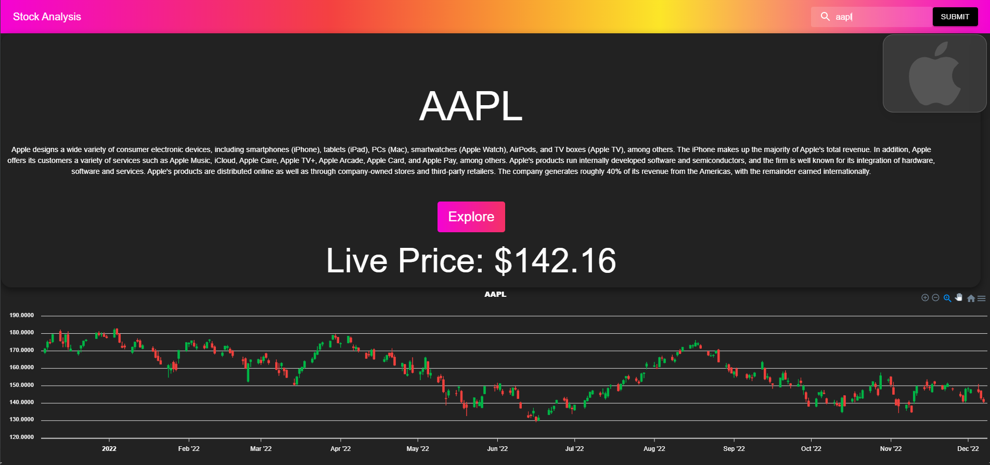 Stock Analysis
aapl
SUBMIT
AAPL
Apple designs a wide variety of consumer electronic devices, including smartphones (iPhone), tablets (iPad), PCs (Mac), smartwatches (Apple Watch), AirPods, and TV boxes (Apple TV), among others. The iPhone makes up the majority of Apple's total revenue. In addition, Apple
offers its customers a variety of services such as Apple Music, iCloud, Apple Care, Apple TV+, Apple Arcade, Apple Card, and Apple Pay, among others. Apple's products run internally developed software and semiconductors, and the firm is well known for its integration of hardware,
software and services. Apple's products are distributed online as well as through company-owned stores and third-party retailers. The company generates roughly 40% of its revenue from the Americas, with the remainder earned internationally.
Explore
Live Price: $142.16
AAPL
190.0000
180.0000
170.0000
160.0000
150.0000
140.0000
130.0000
120.0000
2022 Feb '22 Mar '22 Apr '22 May '22 Jun '22 Jul '22 Aug '22 Sep '22 Oct '22 Nov '22 Dec '22